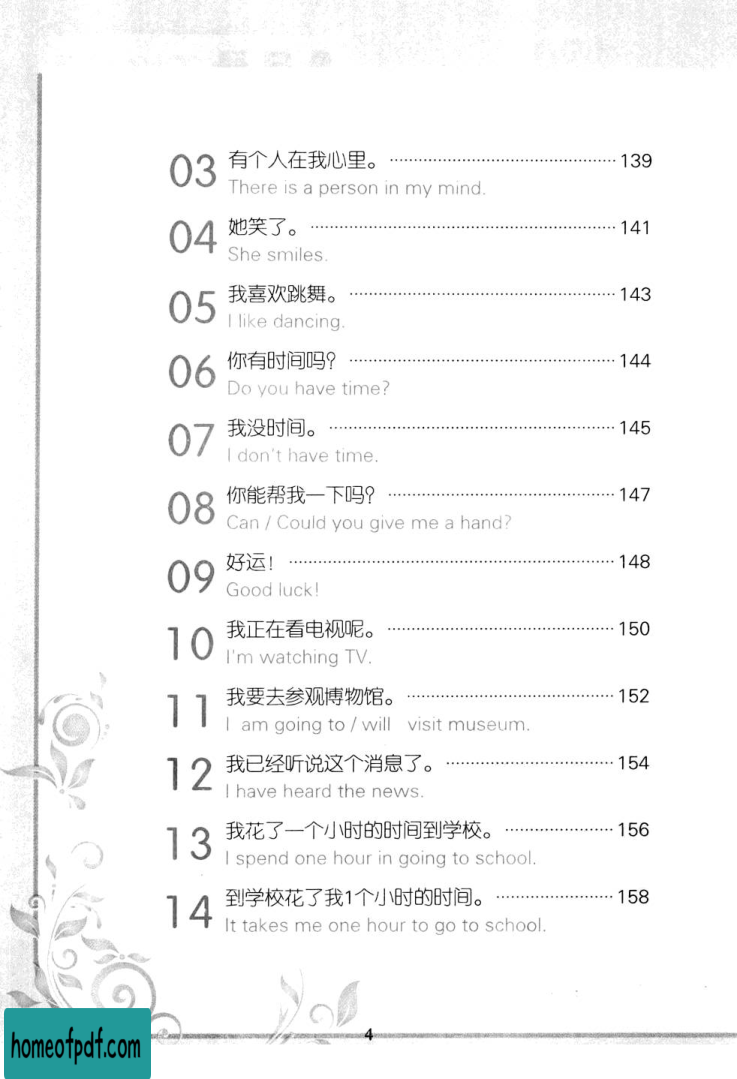 03 有个人在我心里。 ················ 139
There is a person in my mind.
04 她笑了。 ················ 141
She smiles.
05 我喜欢跳舞。 ················ 143
I like dancing.
06 你有时间吗？ ················ 144
Do you have time?
07 我没时间。 ················ 145
I don't have time.
08 你能帮我一下吗？ ················ 147
Can / Could you give me a hand?
09 好运！ ················ 148
Good luck!
10 我正在看电视呢。 ················ 150
I'm watching TV.
11 我要去参观博物馆。 ················ 152
I am going to / will visit museum.
12 我已经听说这个消息了。 ················ 154
I have heard the news.
13 我花了一个小时的时间到学校。 ················ 156
I spend one hour in going to school.
14 到学校花了我1个小时的时间。 ················ 158
It takes me one hour to go to school.
4
homeofpdf.com